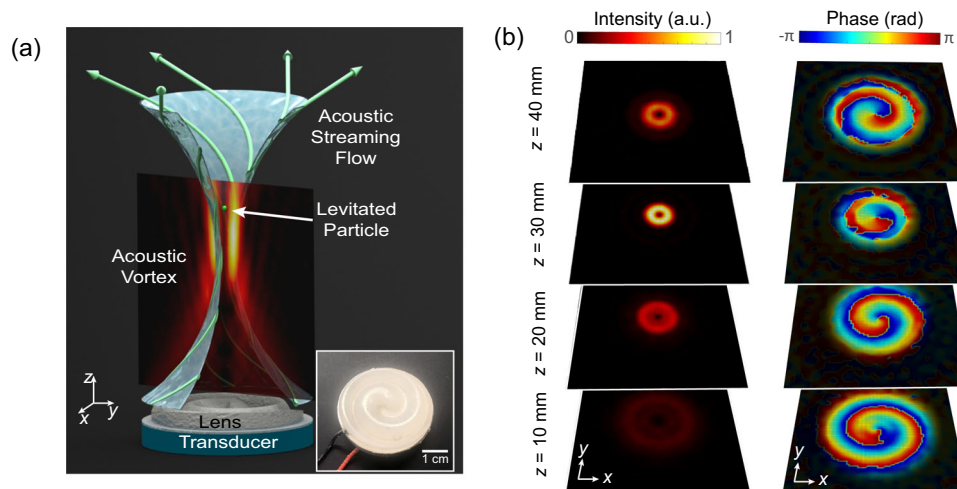 (a)
Acoustic
Streaming
Flow
Levitated
Particle
Acoustic
Vortex
z
x
y
Lens
Transducer
1 cm
(b)
Intensity (a.u.)
0
1
Phase (rad)
-π
π
z = 40 mm
z = 30 mm
z = 20 mm
z = 10 mm
y
x
y
x